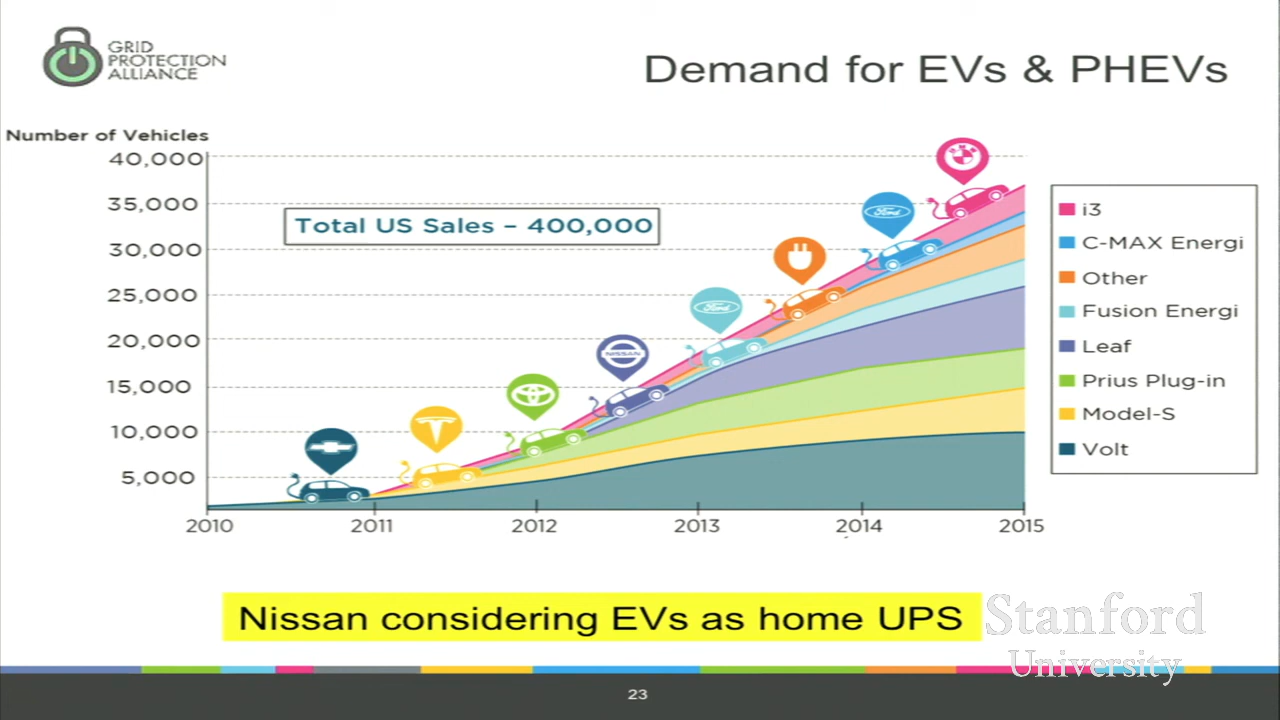 GRID
PROTECTION
ALLIANCE
Demand for EVs & PHEVs
Number of Vehicles
40,000
35,000
30,000
25,000
20,000
15,000
10,000
5,000
Total US Sales – 400,000
Ford
Ford
NISSAN
2010 2011 2012 2013 2014 2015
i3
C-MAX Energi
Other
Fusion Energi
Leaf
Prius Plug-in
Model-S
Volt
Nissan considering EVs as home UPS
Stanford
University
23